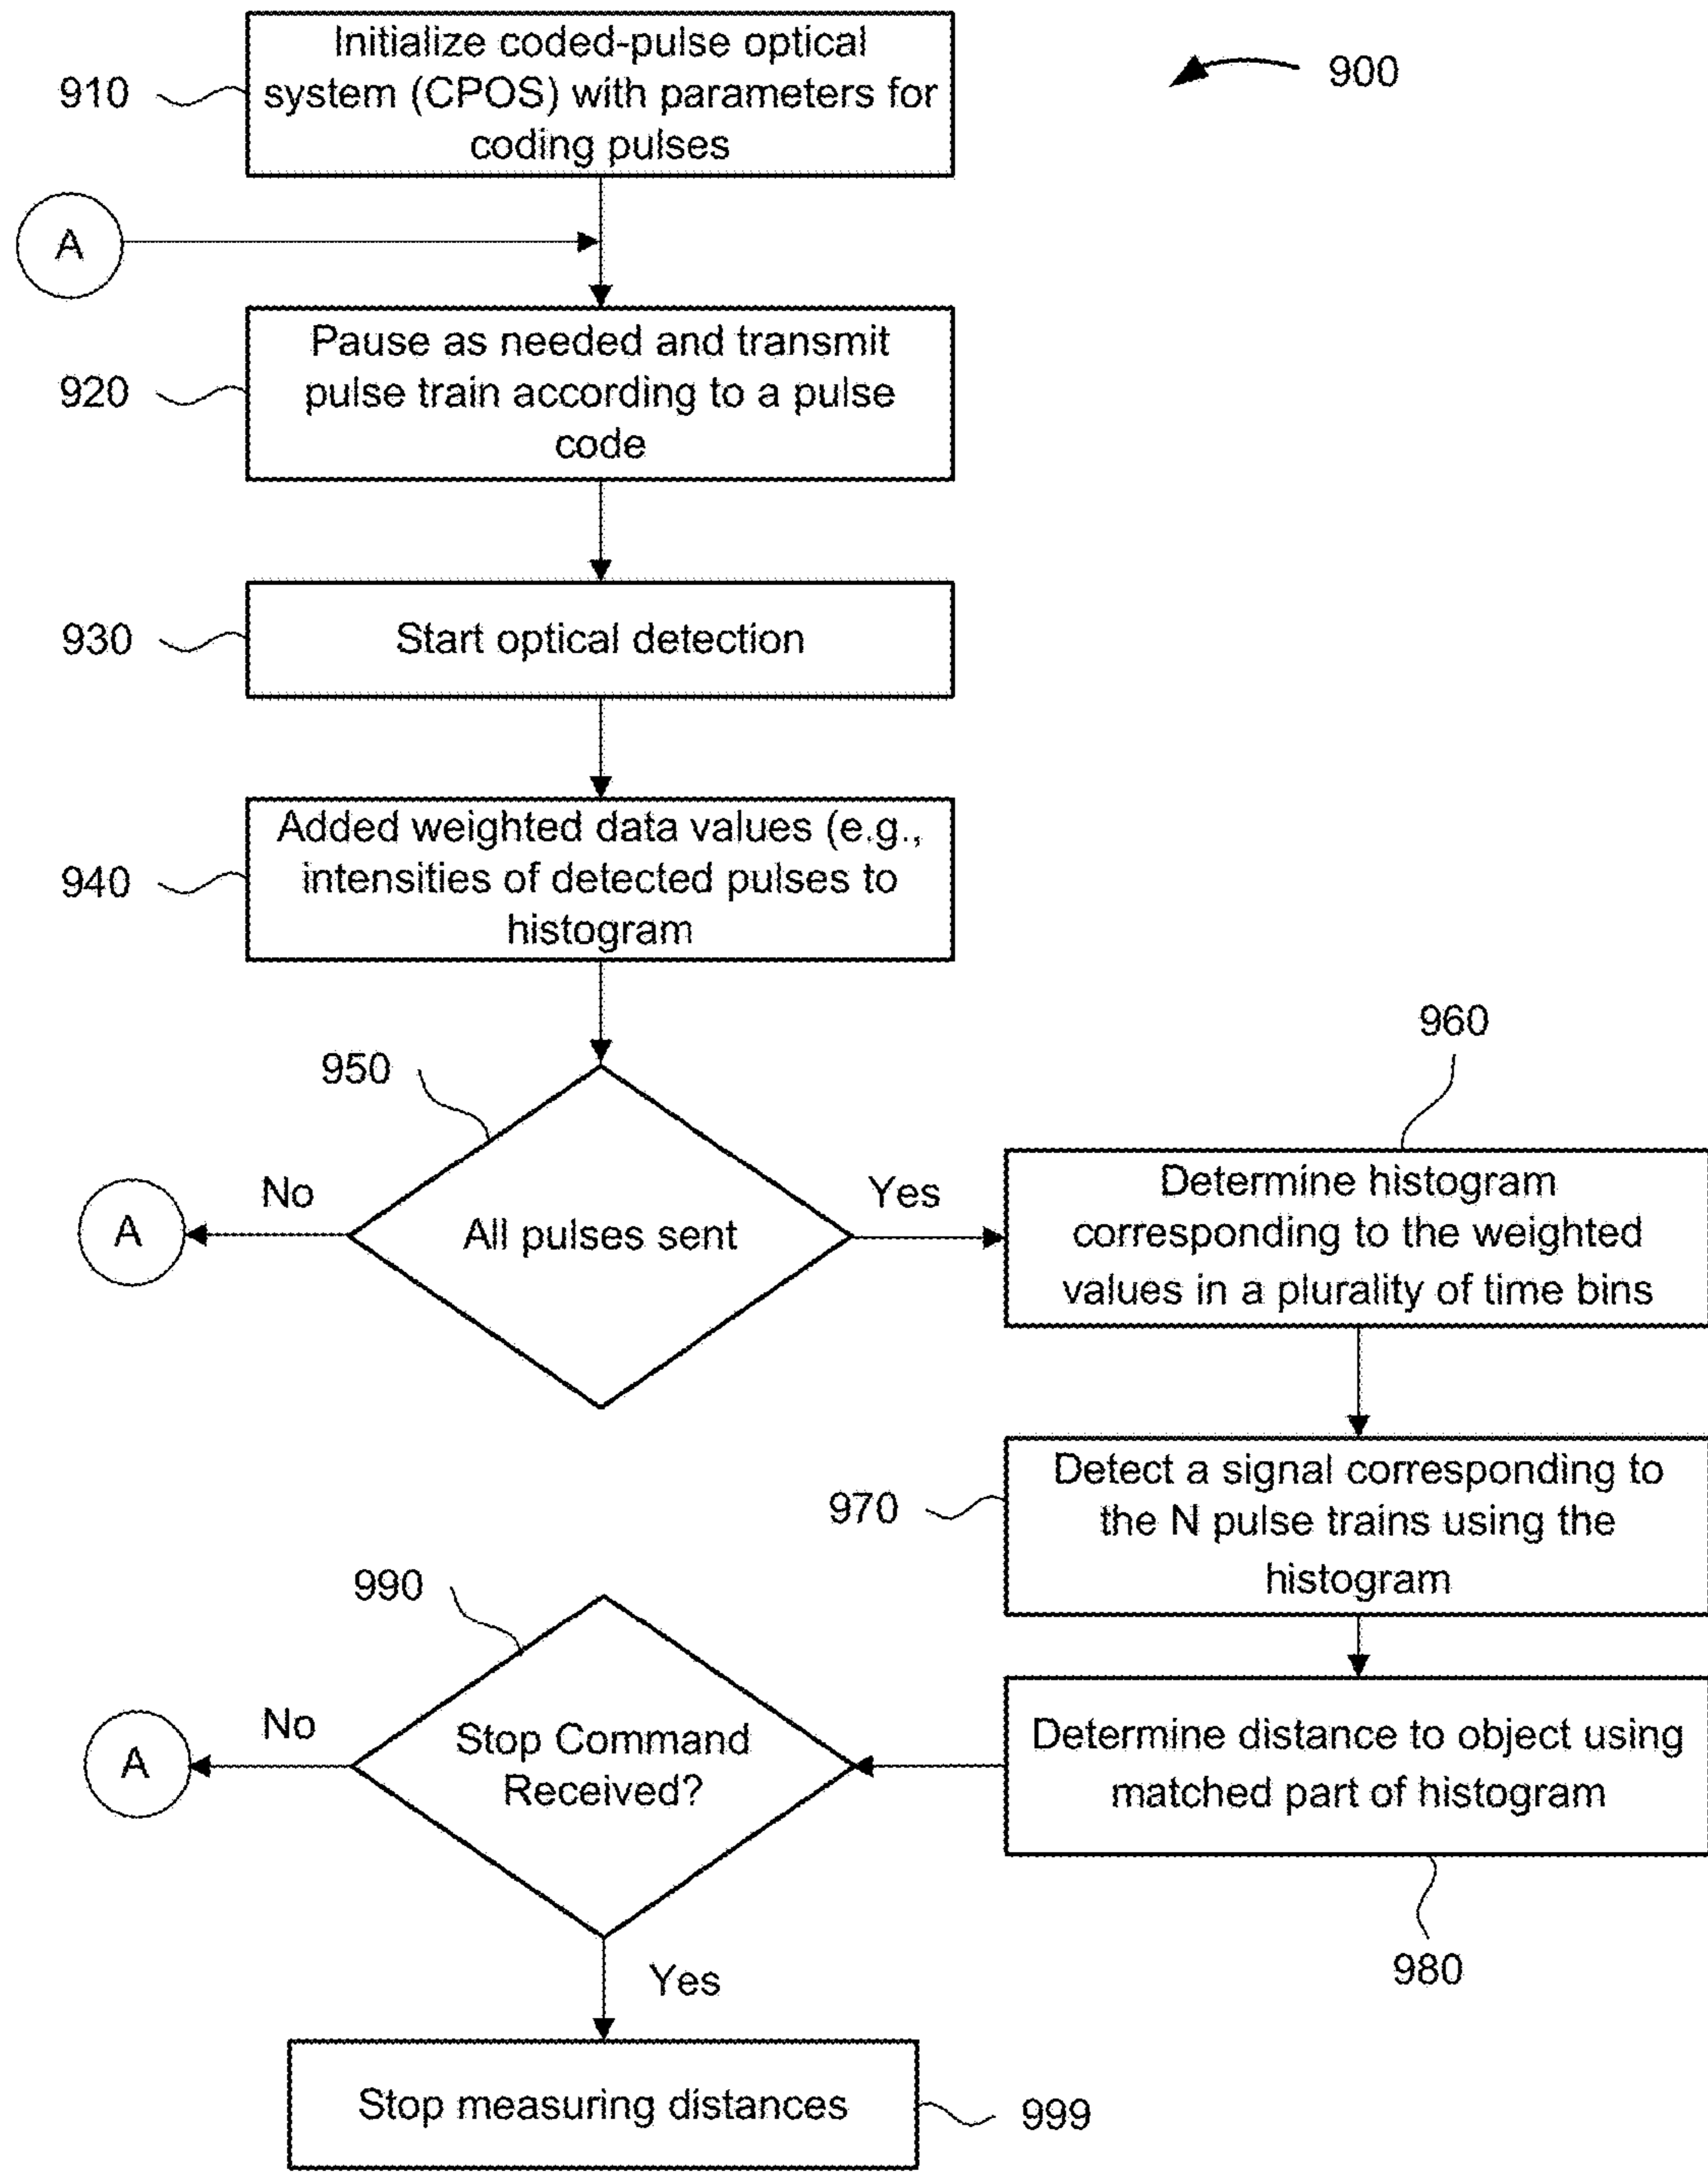 Initialize coded-pulse optical
system (CPOS) with parameters for
coding pulses
910
900
A
Pause as needed and transmit
pulse train according to a pulse
code
920
Start optical detection
930
Added weighted data values (e.g.,
intensities of detected pulses to
histogram
940
950
All pulses sent
No
A
Yes
960
Determine histogram
corresponding to the weighted
values in a plurality of time bins
970
Detect a signal corresponding to
the N pulse trains using the
histogram
Determine distance to object using
matched part of histogram
980
990
Stop Command
Received?
No
A
Yes
Stop measuring distances
999